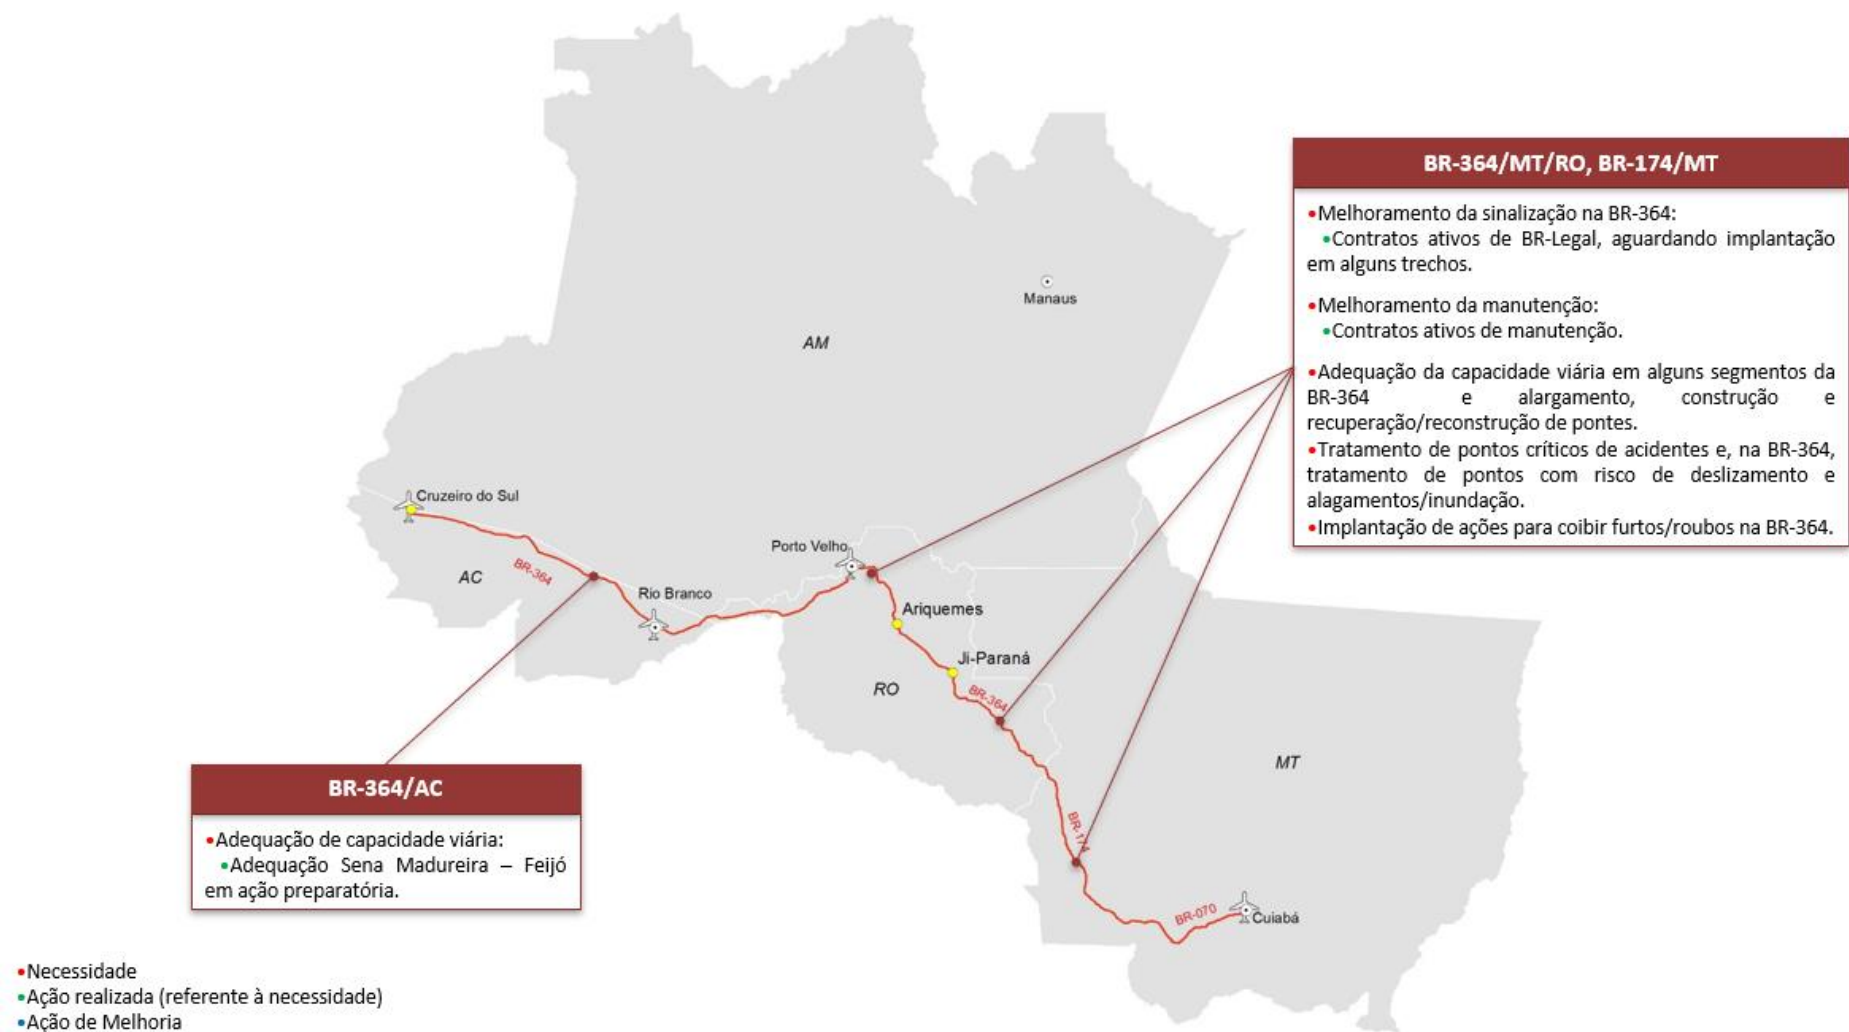 BR-364/MT/RO, BR-174/MT
•Melhoramento da sinalização na BR-364:
•Contratos ativos de BR-Legal, aguardando implantação
em alguns trechos.
•Melhoramento da manutenção:
•Contratos ativos de manutenção.
•Adequação da capacidade viária em alguns segmentos da
BR-364 e alargamento, construção e
recuperação/reconstrução de pontes.
•Tratamento de pontos críticos de acidentes e, na BR-364,
tratamento de pontos com risco de deslizamento e
alagamentos/inundação.
•Implantação de ações para coibir furtos/roubos na BR-364.
Manaus
AM
Cruzeiro do Sul
AC
BR-364
Rio Branco
Porto Velho
Ariquemes
Ji-Paraná
RO
BR-364
MT
BR-174
BR-070
Cuiabá
BR-364/AC
•Adequação de capacidade viária:
•Adequação Sena Madureira – Feijó
em ação preparatória.
•Necessidade
•Ação realizada (referente à necessidade)
•Ação de Melhoria